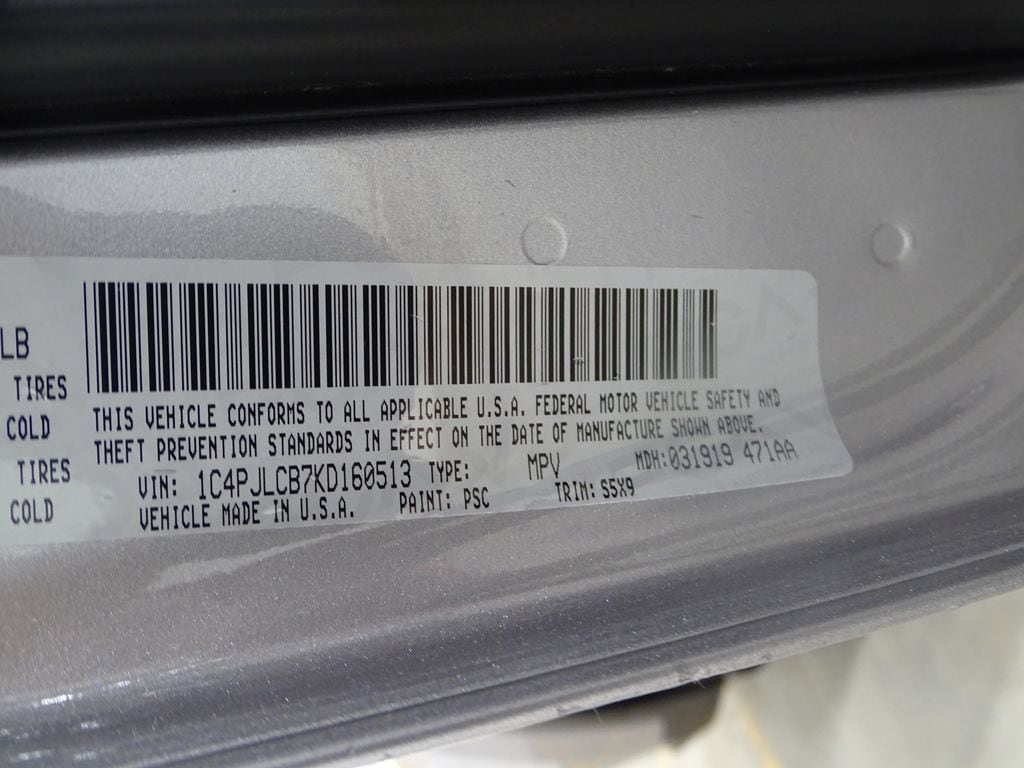 LB
TIRES
COLD
TIRES
COLD
THIS VEHICLE CONFORMS TO ALL APPLICABLE U.S.A. FEDERAL MOTOR VEHICLE SAFETY AND
THEFT PREVENTION STANDARDS IN EFFECT ON THE DATE OF MANUFACTURE SHOWN ABOVE.
VIN: 1C4PJLCB7KD160513 TYPE: MPV MDH:031919 471AA
VEHICLE MADE IN U.S.A. PAINT: PSC TRIM: S5X9